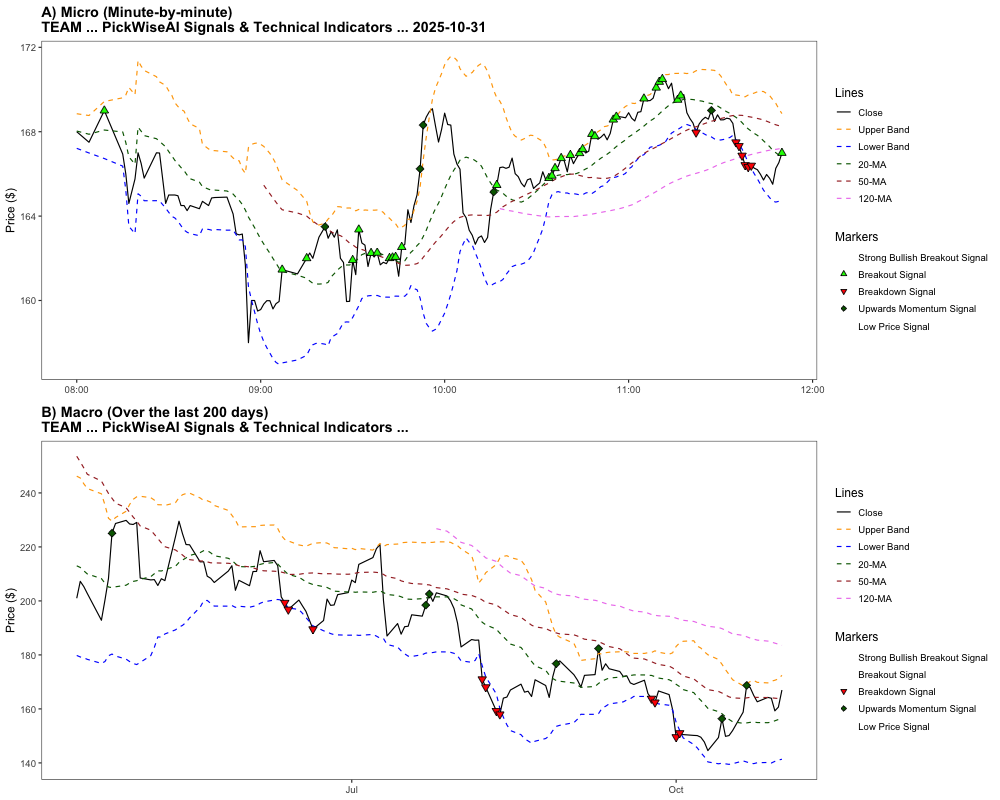 A) Micro (Minute-by-minute)
TEAM ... PickWiseAI Signals & Technical Indicators ... 2025-10-31
172
168
164
160
Price ($)
08:00
09:00
10:00
11:00
12:00
Lines
Close
Upper Band
Lower Band
20-MA
50-MA
120-MA
Markers
Strong Bullish Breakout Signal
Breakout Signal
Breakdown Signal
Upwards Momentum Signal
Low Price Signal
B) Macro (Over the last 200 days)
TEAM ... PickWiseAI Signals & Technical Indicators ...
240
220
200
180
160
140
Price ($)
Jul
Oct
Lines
Close
Upper Band
Lower Band
20-MA
50-MA
120-MA
Markers
Strong Bullish Breakout Signal
Breakout Signal
Breakdown Signal
Upwards Momentum Signal
Low Price Signal